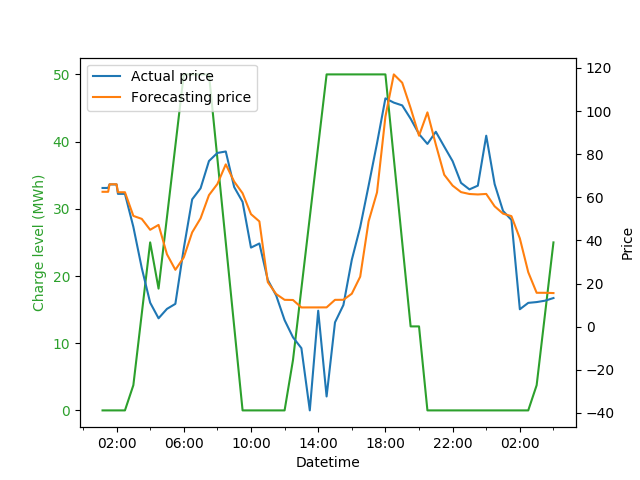 Actual price
Forecasting price
50
40
30
20
10
0
Charge level (MWh)
120
100
80
60
40
20
0
−20
−40
Price
02:00 06:00 10:00 14:00 18:00 22:00 02:00
Datetime